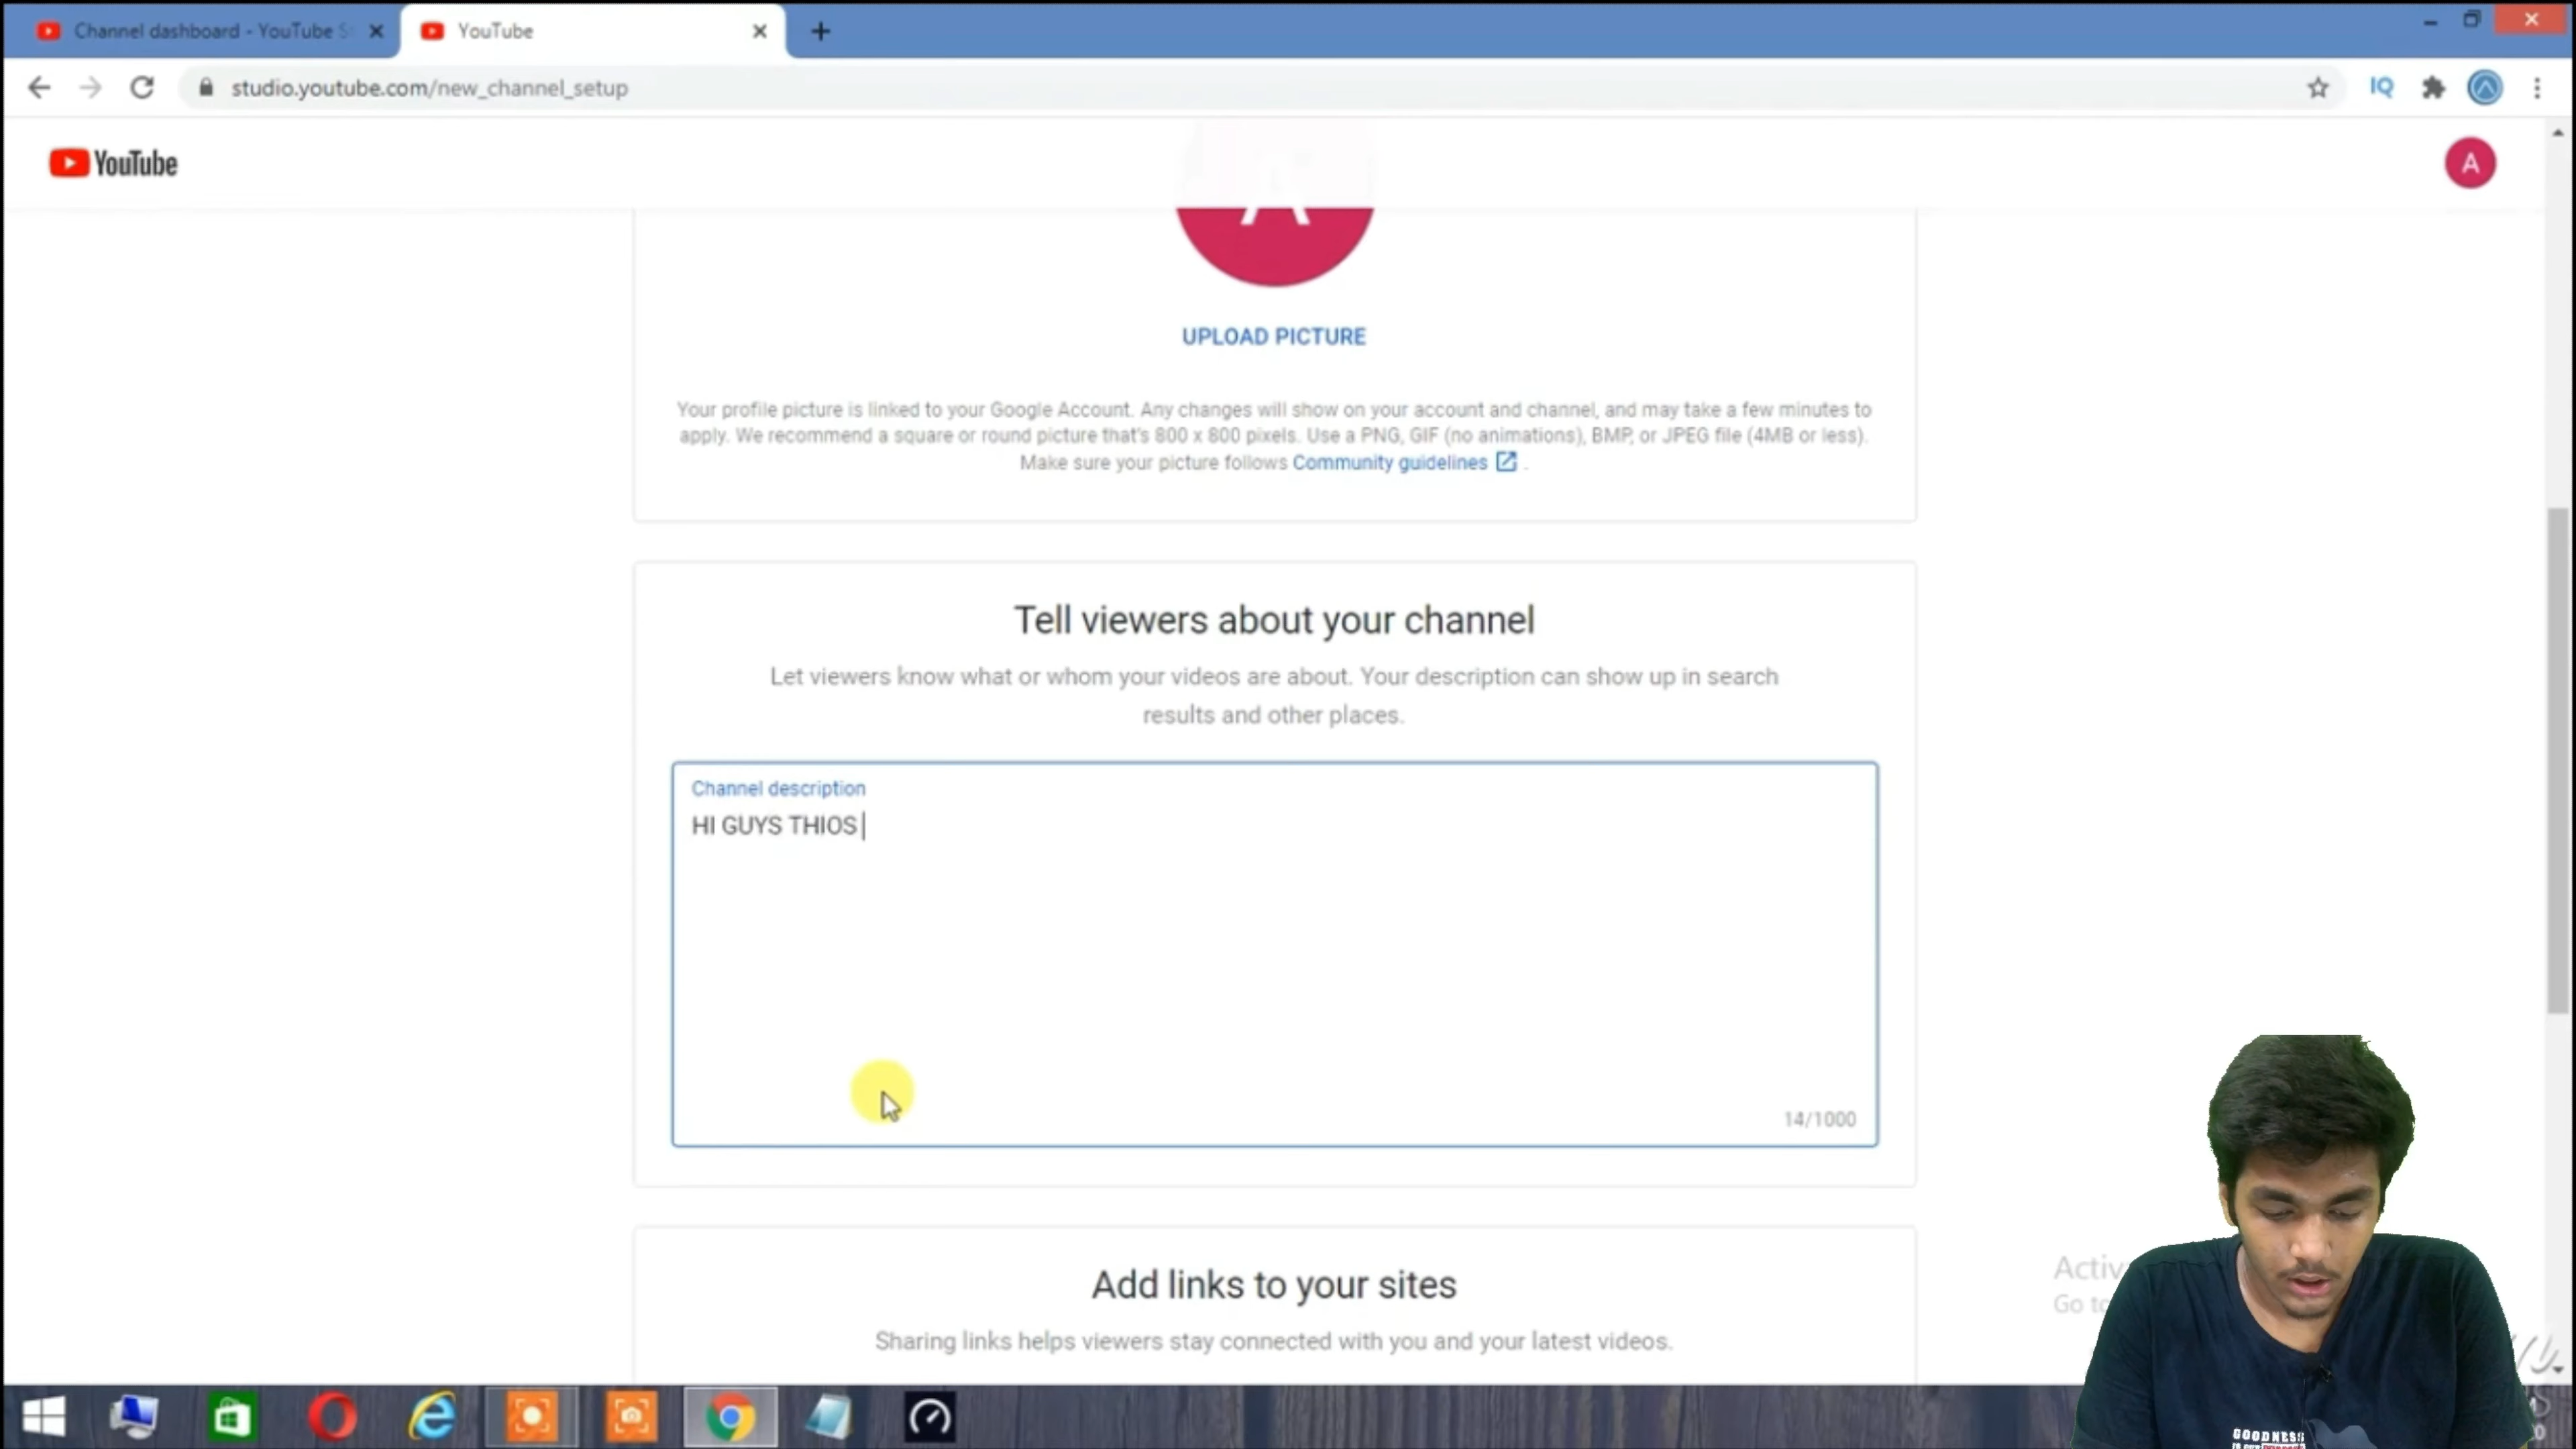 Channel dashboard - YouTube S
YouTube
studio.youtube.com/new_channel_setup
IQ
YouTube
A
UPLOAD PICTURE
Your profile picture is linked to your Google Account. Any changes will show on your account and channel, and may take a few minutes to
apply. We recommend a square or round picture that's 800 x 800 pixels. Use a PNG, GIF (no animations), BMP, or JPEG file (4MB or less).
Make sure your picture follows Community guidelines .
Tell viewers about your channel
Let viewers know what or whom your videos are about. Your description can show up in search
results and other places.
Channel description
HI GUYS THIOS
14/1000
Add links to your sites
Sharing links helps viewers stay connected with you and your latest videos.
Activ
Go to
GOODNESS